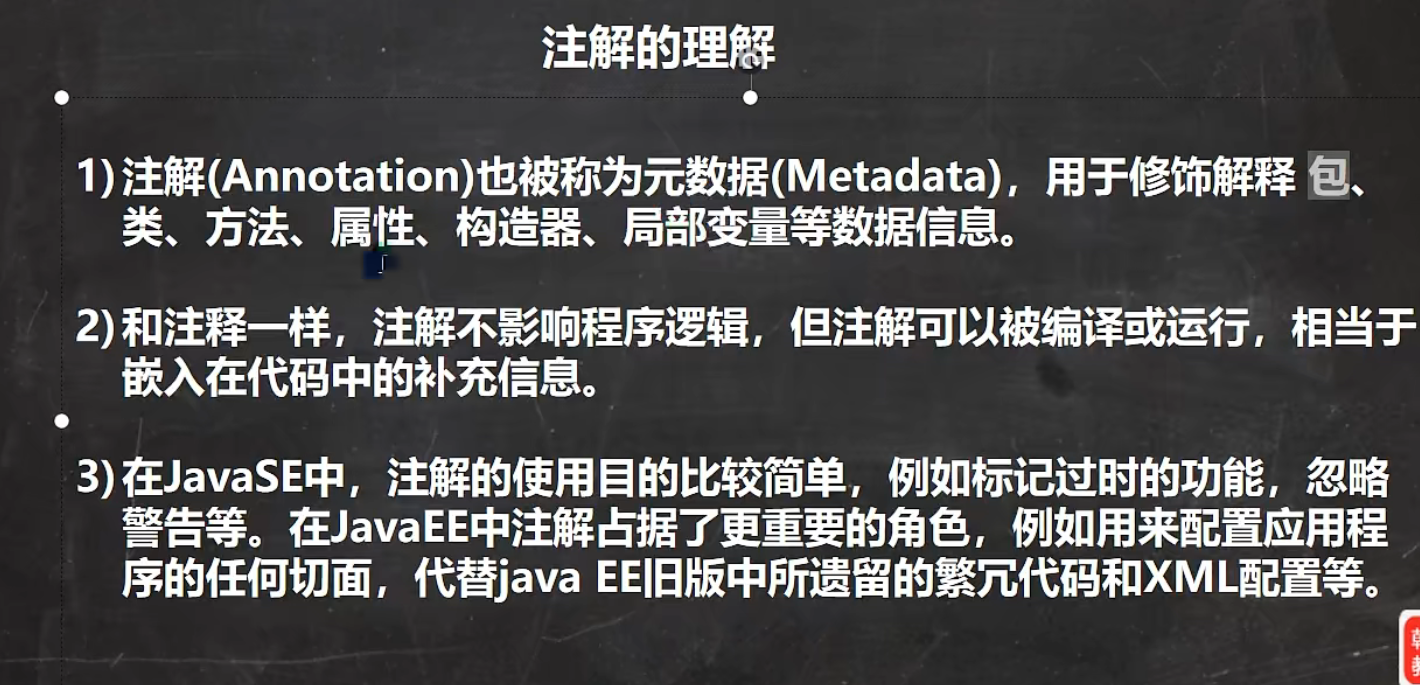 注解的理解
1) 注解(Annotation)也被称为元数据(Metadata)，用于修饰解释 包、
类、方法、属性、构造器、局部变量等数据信息。
2) 和注释一样，注解不影响程序逻辑，但注解可以被编译或运行，相当于
嵌入在代码中的补充信息。
3) 在JavaSE中，注解的使用目的比较简单，例如标记过时的功能，忽略
警告等。在JavaEE中注解占据了更重要的角色，例如用来配置应用程
序的任何切面，代替java EE旧版中所遗留的繁冗代码和XML配置等。